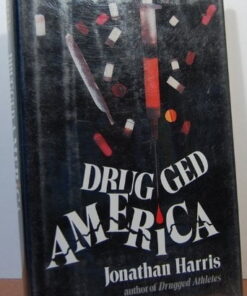 DRUGGED
AMERICA
Jonathan Harris
author of Drugged Athletes